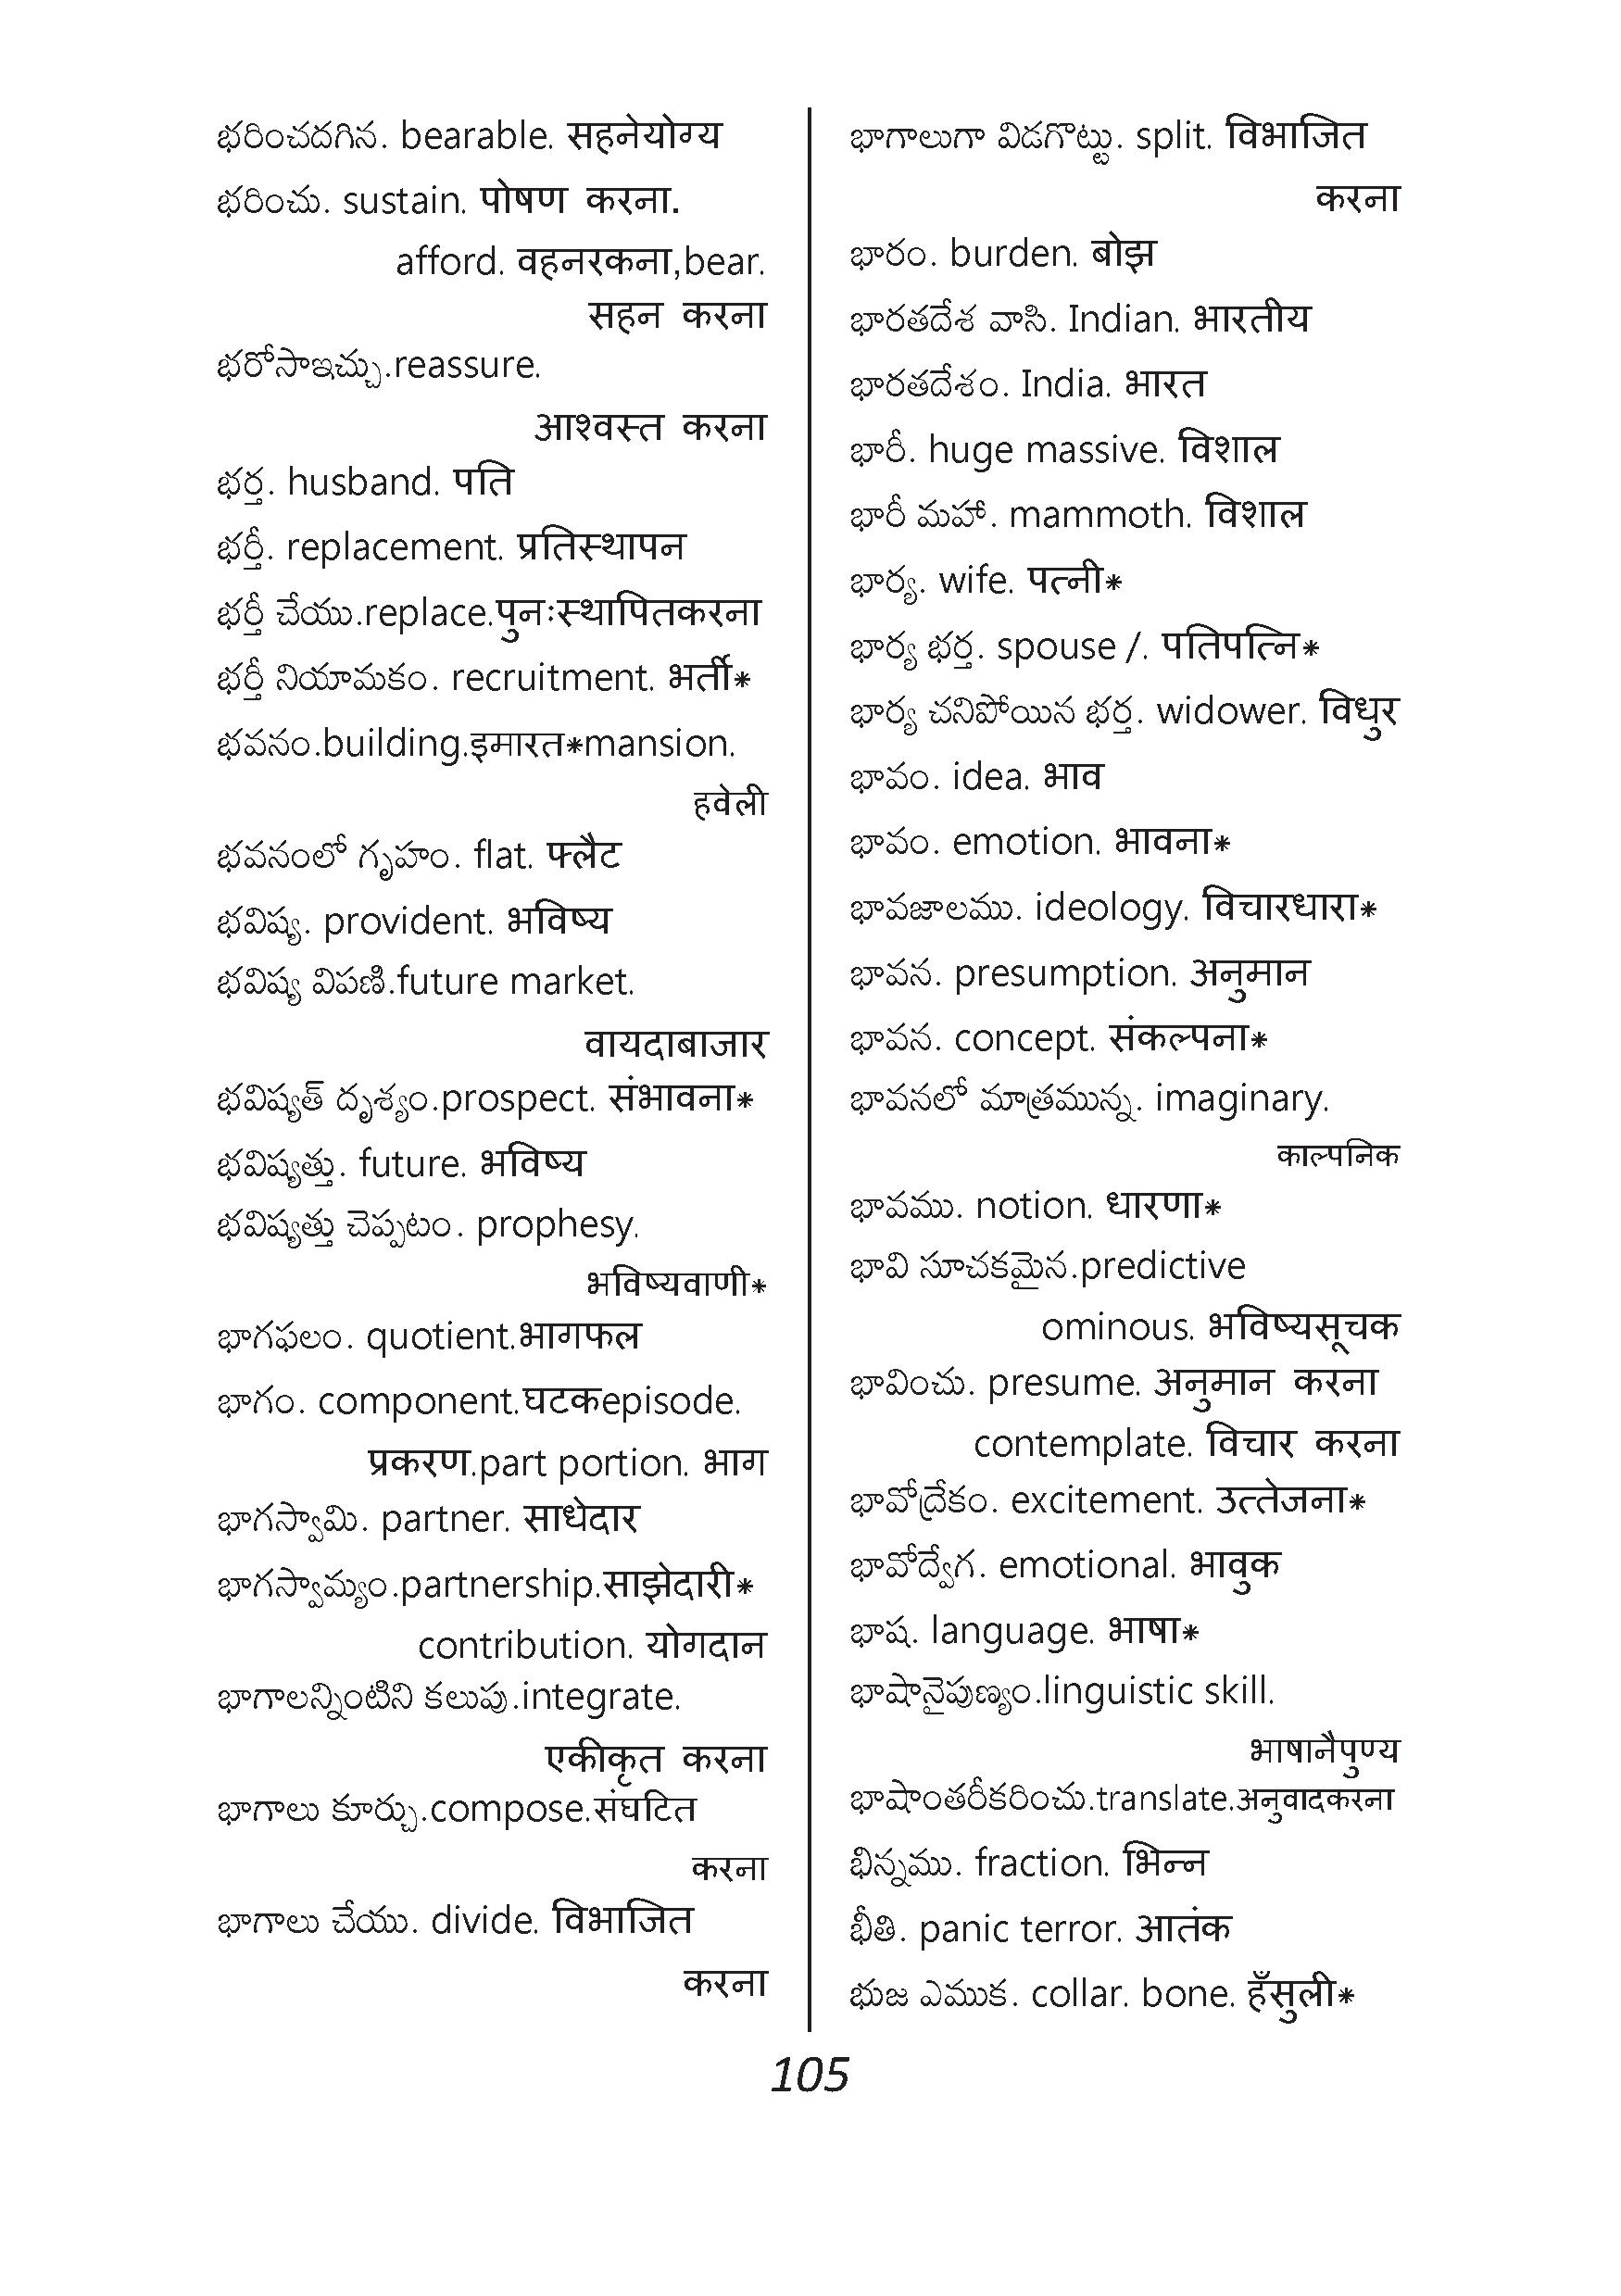 భరించదగిన. bearable. सहनेयोग्य
భరించు. sustain. पोषण करना.
afford. वहनरकना,bear.
सहन करना
భరోసాఇచ్చు.reassure.
आश्वस्त करना
భర్త. husband. पति
భర్తీ. replacement. प्रतिस्थापन
భర్తీ చేయు.replace.पुनःस्थापितकरना
భర్తీ నియామకం. recruitment. भर्ती*
భవనం.building.इमारत*mansion.
हवेली
భవనంలో గృహం. flat. फ्लैट
భవిష్య. provident. भविष्य
భవిష్య విపణి.future market.
वायदाबाजार
భవిష్యత్ దృశ్యం.prospect. संभावना*
భవిష్యత్తు. future. भविष्य
భవిష్యత్తు చెప్పటం. prophesy.
भविष्यवाणी*
భాగఫలం. quotient.भागफल
భాగం. component.घटकepisode.
प्रकरण.part portion. भाग
భాగస్వామి. partner. साधेदार
భాగస్వామ్యం.partnership.साझेदारी*
contribution. योगदान
భాగాలన్నింటిని కలుపు.integrate.
एकीकृत करना
భాగాలు కూర్చు.compose.संघटित
करना
భాగాలు చేయు. divide. विभाजित
करना
భాగాలుగా విడగొట్టు. split. विभाजित
करना
భారం. burden. बोझ
భారతదేశ వాసి. Indian. भारतीय
భారతదేశం. India. भारत
భారీ. huge massive. विशाल
భారీ మహా. mammoth. विशाल
భార్య. wife. पत्नी*
భార్య భర్త. spouse /. पतिपत्नि*
భార్య చనిపోయిన భర్త. widower. विधुर
భావం. idea. भाव
భావం. emotion. भावना*
భావజాలము. ideology. विचारधारा*
భావన. presumption. अनुमान
భావన. concept. संकल्पना*
భావనలో మాత్రమున్న. imaginary.
काल्पनिक
భావము. notion. धारणा*
భావి సూచకమైన.predictive
ominous. भविष्यसूचक
భావించు. presume. अनुमान करना
contemplate. विचार करना
భావోద్రేకం. excitement. उत्तेजना*
భావోద్వేగ. emotional. भावुक
భాష. language. भाषा*
భాషానైపుణ్యం.linguistic skill.
भाषानैपुण्य
భాషాంతరీకరించు.translate.अनुवादकरना
భిన్నము. fraction. भिन्न
భీతి. panic terror. आतंक
భుజ ఎముక. collar. bone. हँसुली*
105